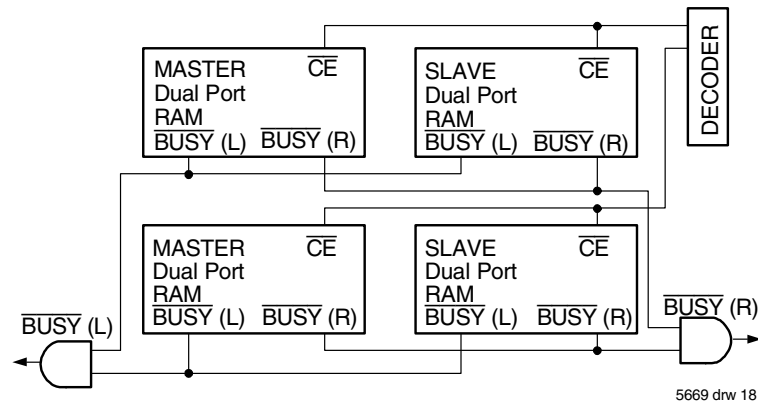 MASTER CE
Dual Port
RAM
BUSY (L) BUSY (R)
SLAVE CE
Dual Port
RAM
BUSY (L) BUSY (R)
DECODER
MASTER CE
Dual Port
RAM
BUSY (L) BUSY (R)
SLAVE CE
Dual Port
RAM
BUSY (L) BUSY (R)
BUSY (L)
BUSY (R)
5669 drw 18